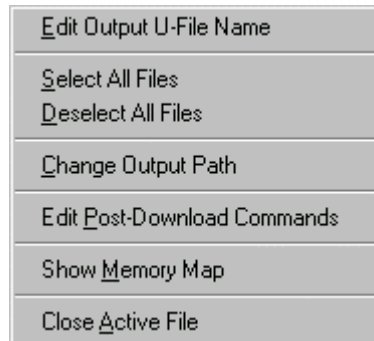 Edit Output U-File Name
Select All Files
Deselect All Files
Change Output Path
Edit Post-Download Commands
Show Memory Map
Close Active File